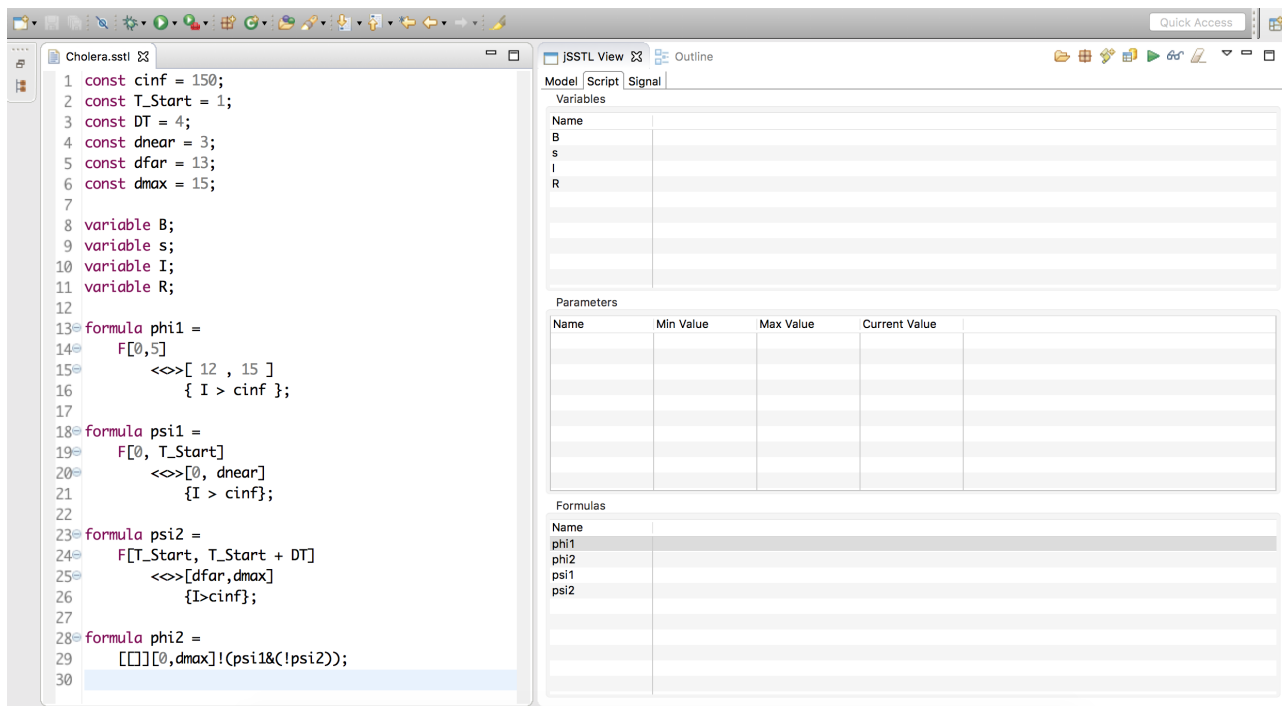 Quick Access
Cholera.sstl
1 const cinf = 150;
2 const T_Start = 1;
3 const DT = 4;
4 const dnear = 3;
5 const dfar = 13;
6 const dmax = 15;
7
8 variable B;
9 variable s;
10 variable I;
11 variable R;
12
13 formula phi1 =
14 F[0,5]
15 <<>>[ 12 , 15 ]
16 { I > cinf };
17
18 formula psi1 =
19 F[0, T_Start]
20 <<>>[0, dnear]
21 {I > cinf};
22
23 formula psi2 =
24 F[T_Start, T_Start + DT]
25 <<>>[dfar,dmax]
26 {I>cinf};
27
28 formula phi2 =
29 [[]][0,dmax]!(psi1&(!psi2));
30
jSSTL View Outline
Model Script Signal
Variables
Name
B
s
I
R
Parameters
Name Min Value Max Value Current Value
Formulas
Name
phi1
phi2
psi1
psi2